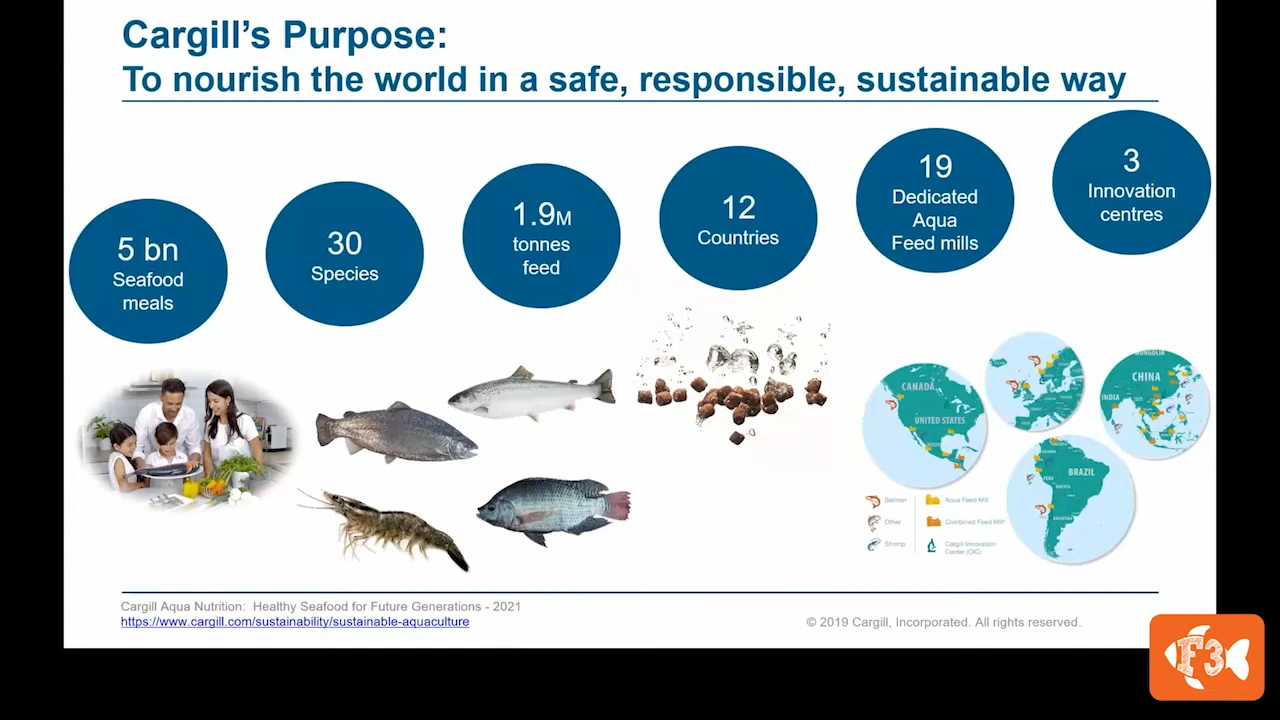 Cargill's Purpose:
To nourish the world in a safe, responsible, sustainable way
5 bn
Seafood
meals
30
Species
1.9M
tonnes
feed
12
Countries
19
Dedicated
Aqua
Feed mills
3
Innovation
centres
CANADA
UNITED STATES
MONGOLIA
CHINA
INDIA
BRAZIL
PERU
ARGENTINA
Salmon
Other
Shrimp
Aqua Feed Mill
Combined Feed Mill
Cargill Innovation
Center (CIC)
Cargill Aqua Nutrition: Healthy Seafood for Future Generations - 2021
https://www.cargill.com/sustainability/sustainable-aquaculture
© 2019 Cargill, Incorporated. All rights reserved.
F3